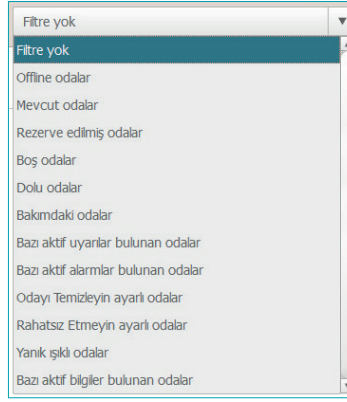 Filtre yok
Filtre yok
Offline odalar
Mevcut odalar
Rezerve edilmiş odalar
Boş odalar
Dolu odalar
Bakımdaki odalar
Bazı aktif uyarılar bulunan odalar
Bazı aktif alarmlar bulunan odalar
Odayı Temizleyin ayarlı odalar
Rahatsız Etmeyin ayarlı odalar
Yanık ışıklı odalar
Bazı aktif bilgiler bulunan odalar